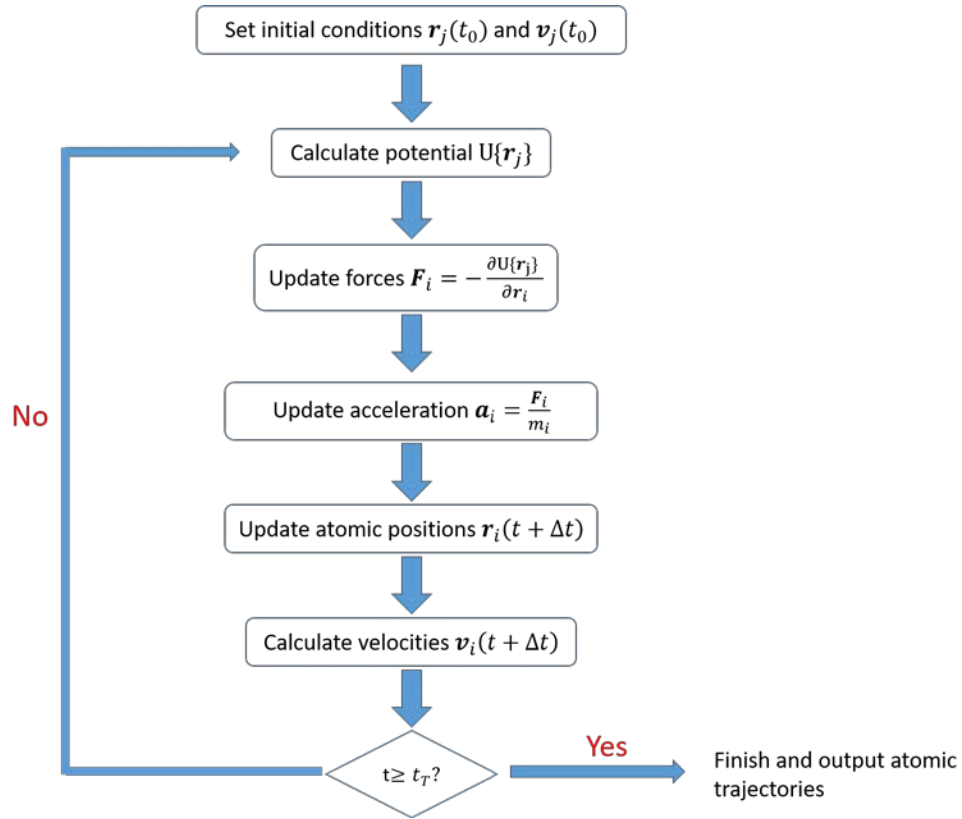 Set initial conditions 𝒓ⱼ(t₀) and 𝒗ⱼ(t₀)
Calculate potential U{𝒓ⱼ}
Update forces 𝑭ᵢ = −∂U{𝐫ⱼ}/∂𝒓ᵢ
Update acceleration 𝒂ᵢ = 𝑭ᵢ/mᵢ
No
Update atomic positions 𝒓ᵢ(t + Δt)
Calculate velocities 𝒗ᵢ(t + Δt)
Yes
t≥ t_T?
Finish and output atomic
trajectories